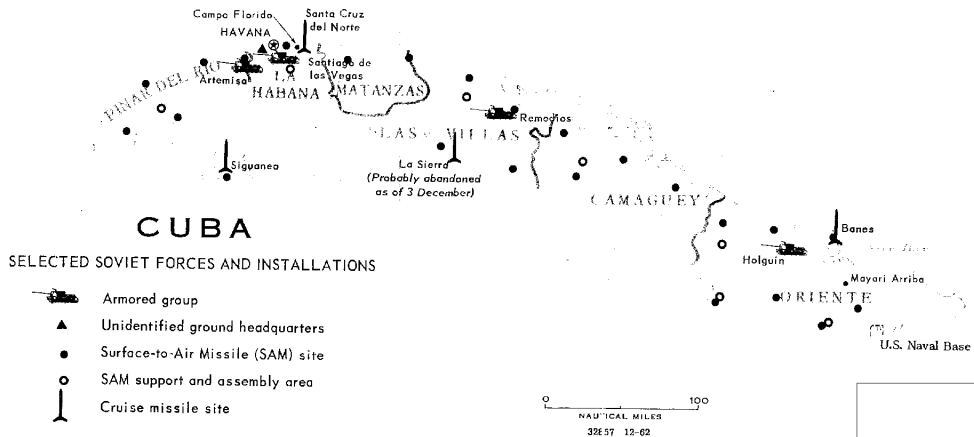 Campo Florido
HAVANA
Santa Cruz
del Norte
Santiago de
las Vegas
Artemisa
PINAR DEL RIO
LA
HABANA
MATANZAS
Siguanea
LAS VILLAS
Remedios
La Sierra
(Probably abandoned
as of 3 December)
CAMAGUEY
Banes
Holguin
Mayari Arriba
ORIENTE
U.S. Naval Base
CUBA
SELECTED SOVIET FORCES AND INSTALLATIONS
Armored group
Unidentified ground headquarters
Surface-to-Air Missile (SAM) site
SAM support and assembly area
Cruise missile site
0 100
NAUTICAL MILES
32857 12-62